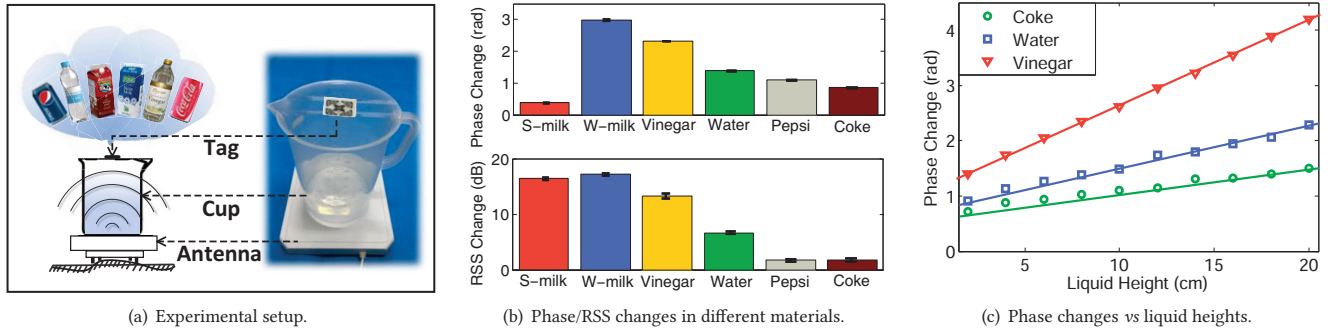 Tag
Cup
Antenna
Vinegar
Coca-Cola
(a) Experimental setup.
Phase Change (rad)
3
2
1
0
S-milk W-milk Vinegar Water Pepsi Coke
RSS Change (dB)
20
10
0
S-milk W-milk Vinegar Water Pepsi Coke
(b) Phase/RSS changes in different materials.
Phase Change (rad)
4
3
2
1
0
Coke
Water
Vinegar
5 10 15 20
Liquid Height (cm)
(c) Phase changes vs liquid heights.